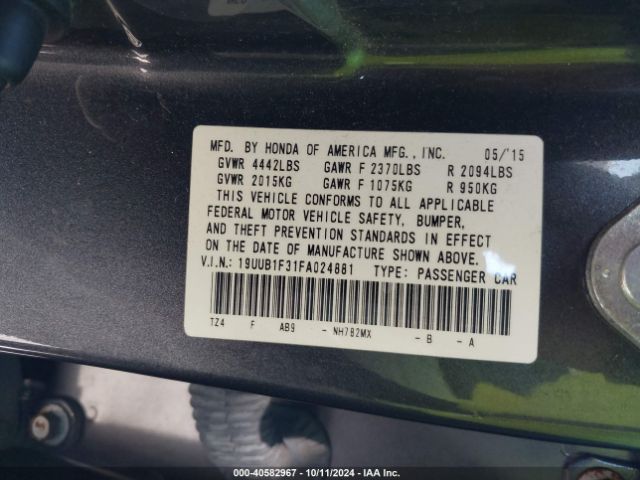 MFD. BY HONDA OF AMERICA MFG., INC. 05/'15
GVWR 4442LBS GAWR F 2370LBS R 2094LBS
GVWR 2015KG GAWR F 1075KG R 950KG
THIS VEHICLE CONFORMS TO ALL APPLICABLE
FEDERAL MOTOR VEHICLE SAFETY, BUMPER,
AND THEFT PREVENTION STANDARDS IN EFFECT
ON THE DATE OF MANUFACTURE SHOWN ABOVE.
V.I.N.: 19UUB1F31FA024881 TYPE: PASSENGER CAR
TZ4 F AB9 - NH782MX - B - A
000-40582967 - 10/11/2024 - IAA Inc.